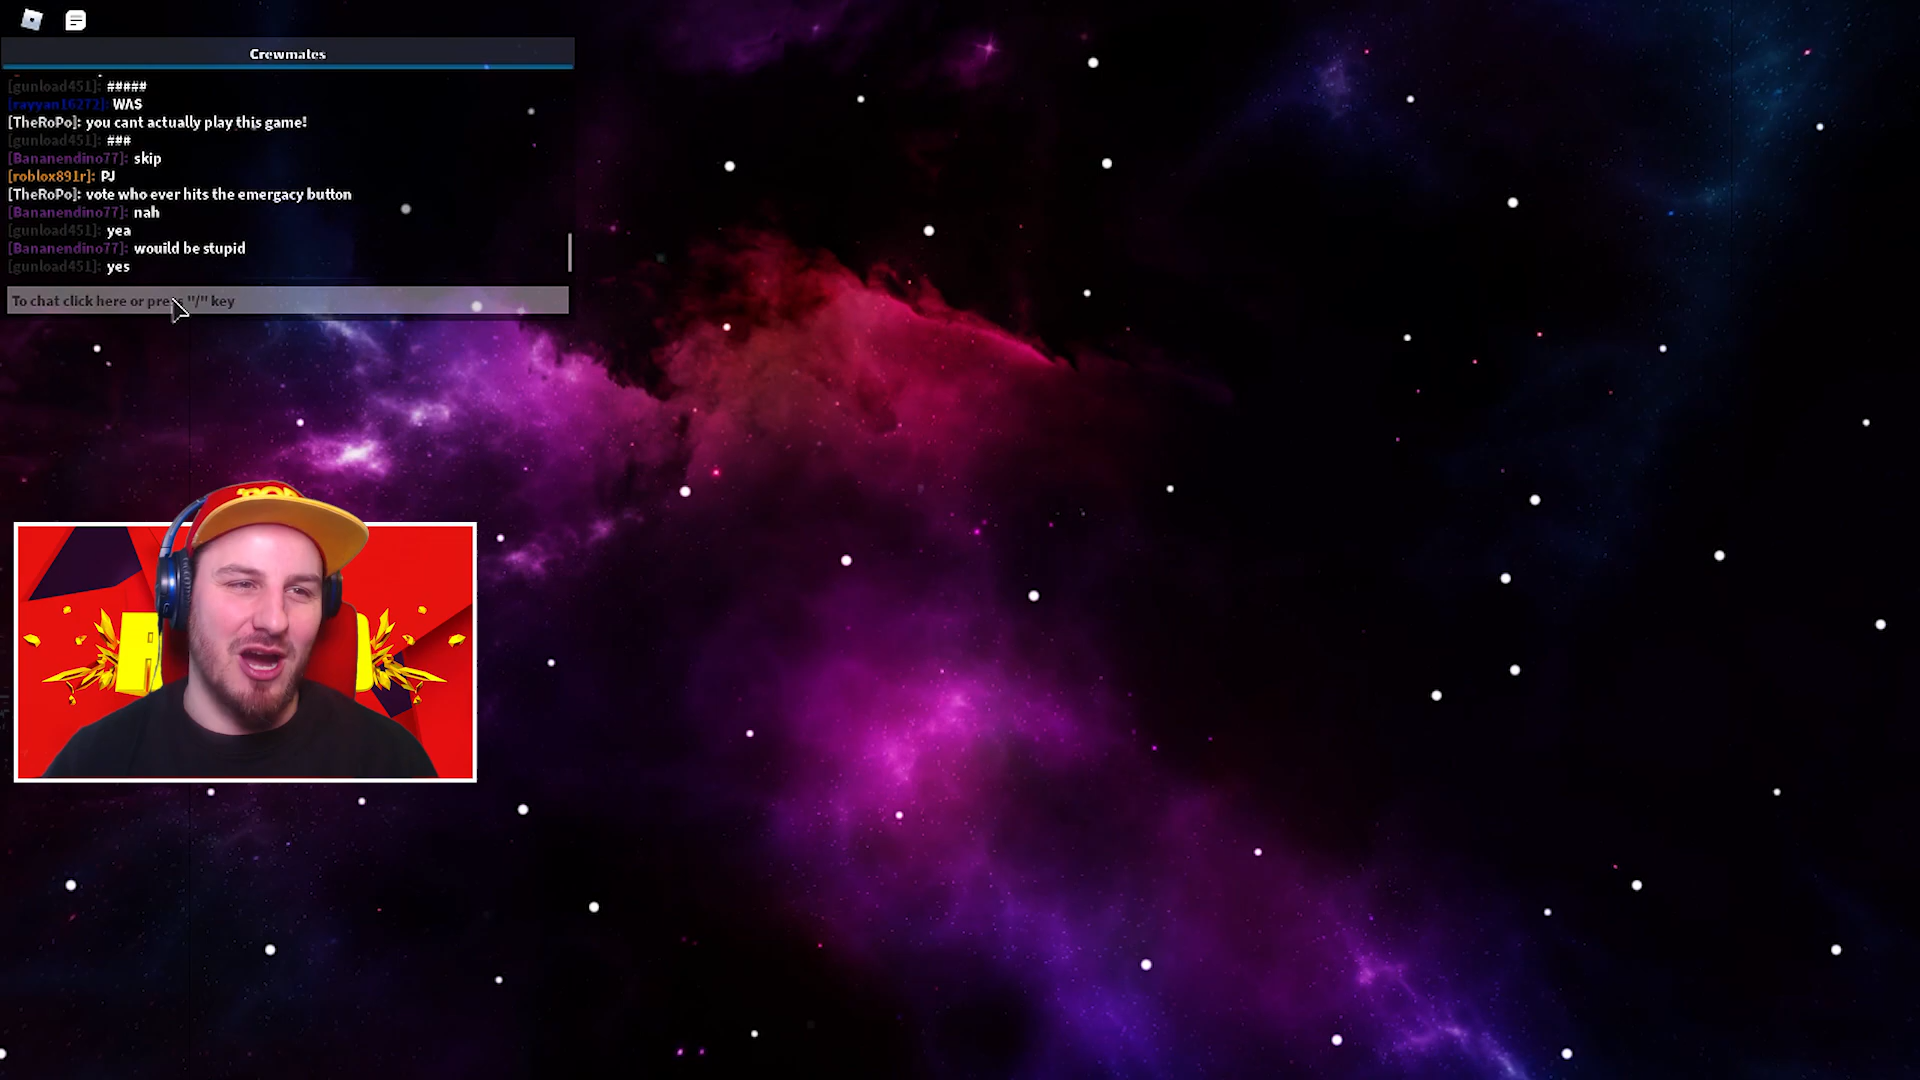 Crewmates
[gunload451]: #####
[rayyan16272]: WAS
[TheRoPo]: you cant actually play this game!
[gunload451]: ###
[Bananendino77]: skip
[roblox891r]: PJ
[TheRoPo]: vote who ever hits the emergacy button
[Bananendino77]: nah
[gunload451]: yea
[Bananendino77]: wouild be stupid
[gunload451]: yes
To chat click here or press "/" key